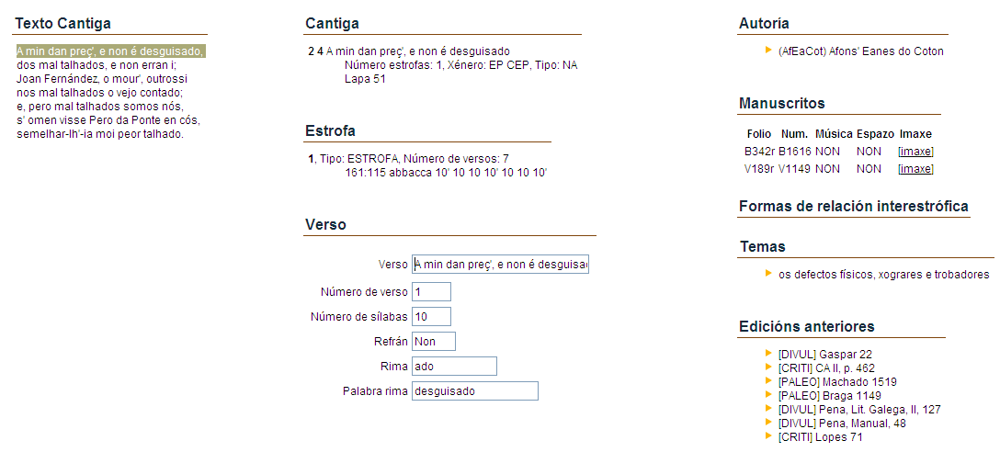 Texto Cantiga
A min dan preç', e non é desguisado,
dos mal talhados, e non erran i;
Joan Fernández, o mour', outrossi
nos mal talhados o vejo contado;
e, pero mal talhados somos nós,
s' omen visse Pero da Ponte en cós,
semelhar-lh'-ia moi peor talhado.
Cantiga
2 4 A min dan preç', e non é desguisado
Número estrofas: 1, Xénero: EP CEP, Tipo: NA
Lapa 51
Estrofa
1, Tipo: ESTROFA, Número de versos: 7
161:115 abbacca 10' 10 10 10' 10 10 10'
Verso
Verso A min dan preç', e non é desguisad
Número de verso 1
Número de sílabas 10
Refrán Non
Rima ado
Palabra rima desguisado
Autoría
(AfEaCot) Afons' Eanes do Coton
Manuscritos
Folio Num. Música Espazo Imaxe
B342r B1616 NON NON [imaxe]
V189r V1149 NON NON [imaxe]
Formas de relación interestrófica
Temas
os defectos físicos, xograres e trobadores
Edicións anteriores
[DIVUL] Gaspar 22
[CRITI] CA II, p. 462
[PALEO] Machado 1519
[PALEO] Braga 1149
[DIVUL] Pena, Lit. Galega, II, 127
[DIVUL] Pena, Manual, 48
[CRITI] Lopes 71